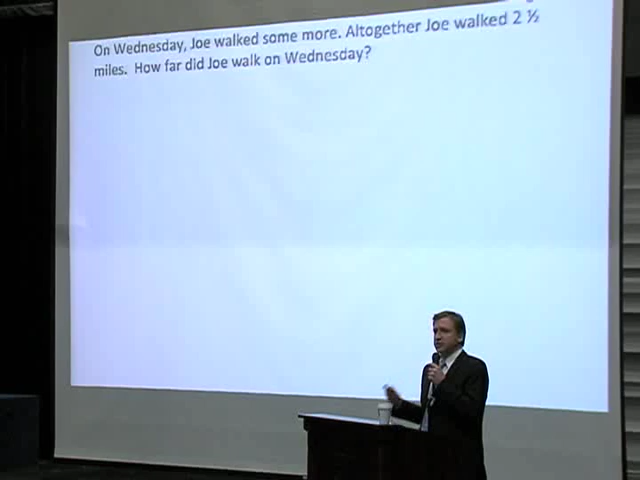 On Wednesday, Joe walked some more. Altogether Joe walked 2 ½
miles.  How far did Joe walk on Wednesday?